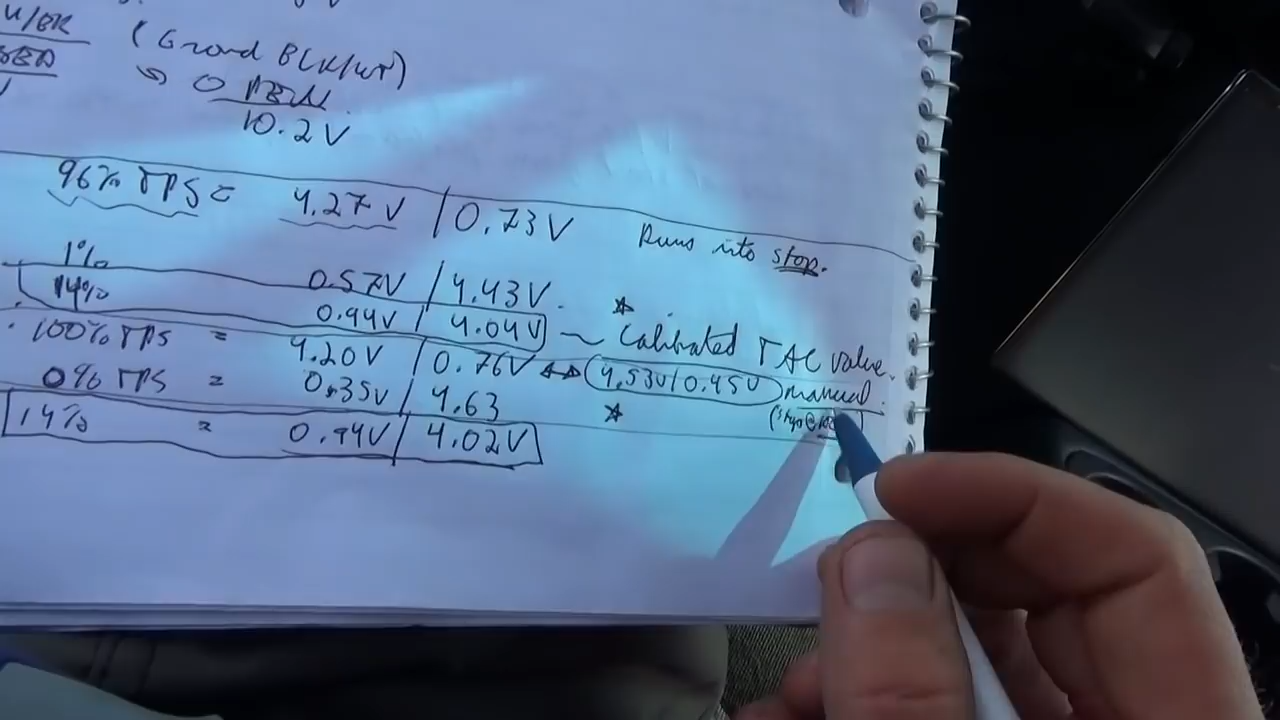 (Ground BLK/WT)
10.2V
96% TPS = 4.27V / 0.73V Runs into stop.
1% 0.57V / 4.43V.
14% 0.94V / 4.04V ~ Calibrated TAC value.
100% TPS = 4.20V / 0.76V ↔ 4.53V/0.45V manual.
0% TPS = 0.35V / 4.63
14% = 0.94V / 4.02V